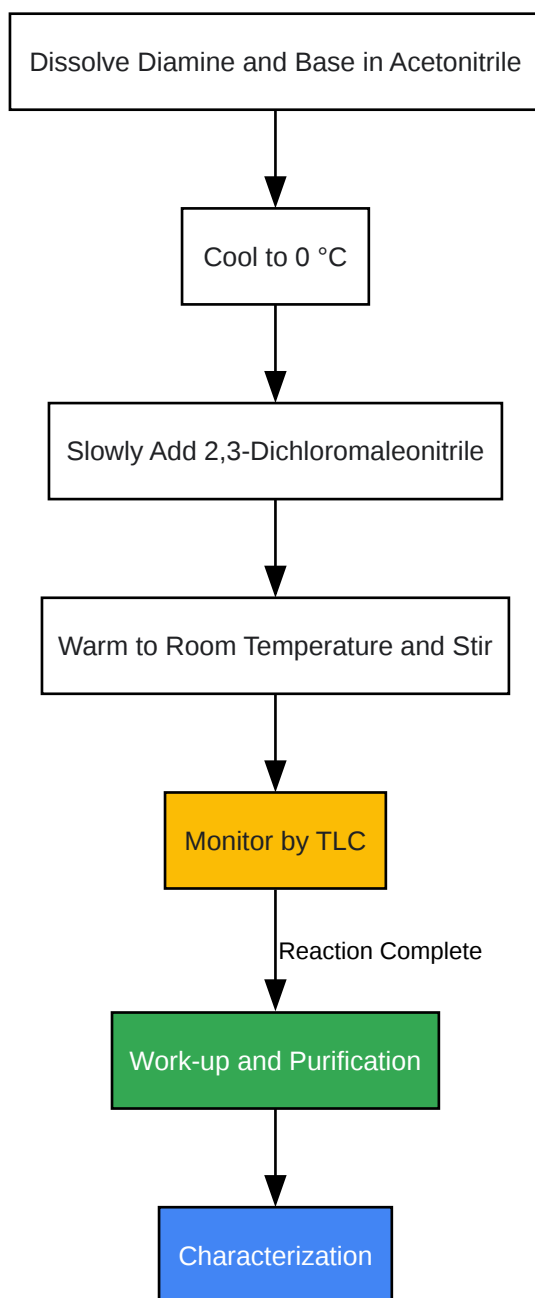 Dissolve Diamine and Base in Acetonitrile
Cool to 0 °C
Slowly Add 2,3-Dichloromaleonitrile
Warm to Room Temperature and Stir
Monitor by TLC
Reaction Complete
Work-up and Purification
Characterization